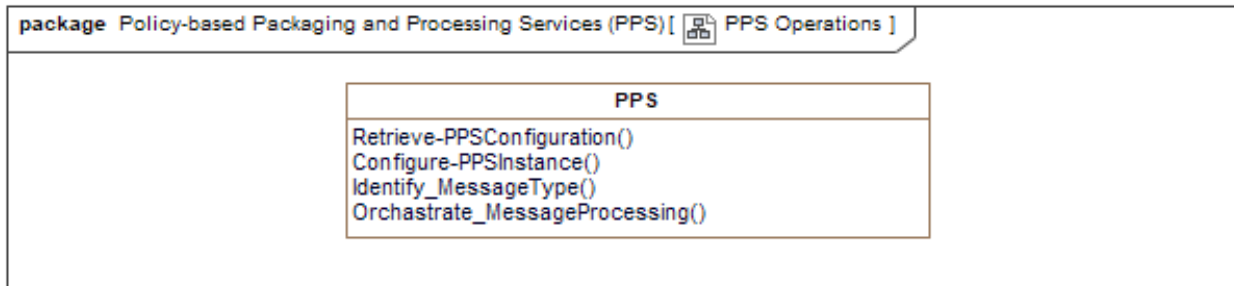 package Policy-based Packaging and Processing Services (PPS)[ PPS Operations ]
PPS
Retrieve-PPSConfiguration()
Configure-PPSInstance()
Identify_MessageType()
Orchastrate_MessageProcessing()